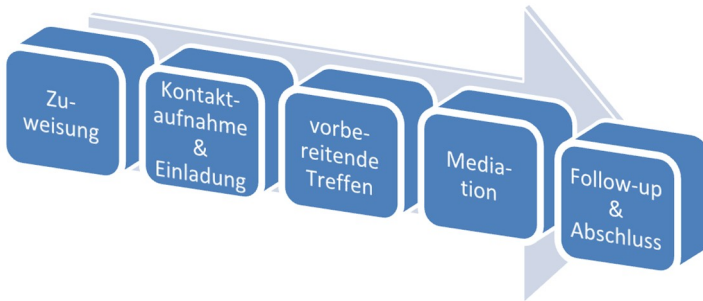 Zu-
weisung
Kontakt-
aufnahme
&
Einladung
vorbe-
reitende
Treffen
Media-
tion
Follow-up
&
Abschluss